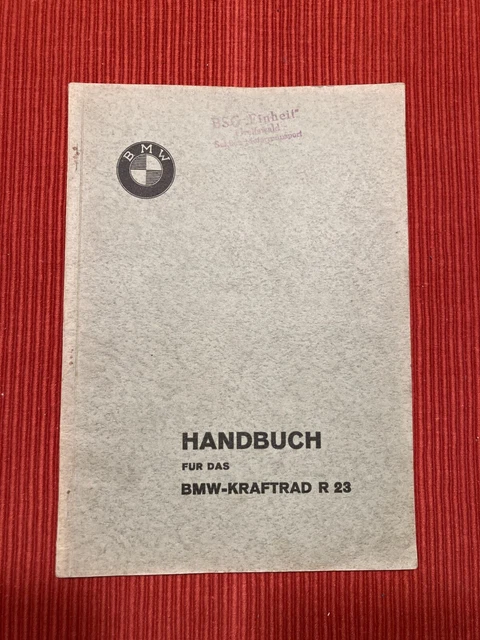 BSG „Einheit"
BMW
HANDBUCH
FUR DAS
BMW-KRAFTRAD R 23